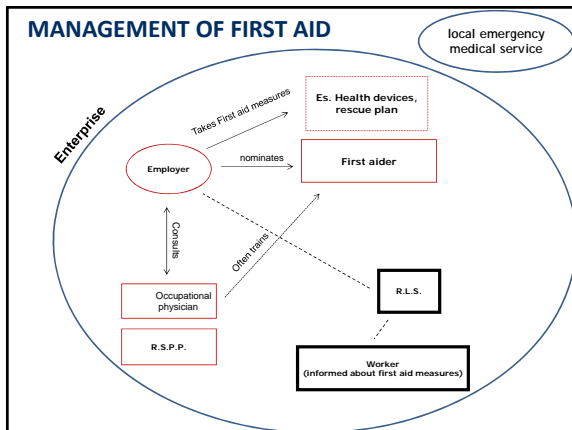 MANAGEMENT OF FIRST AID
local emergency
medical service
Enterprise
Takes First aid measures
Es. Health devices,
rescue plan
Employer
nominates
First aider
Consults
Often trains
Occupational
physician
R.S.P.P.
R.L.S.
Worker
(informed about first aid measures)